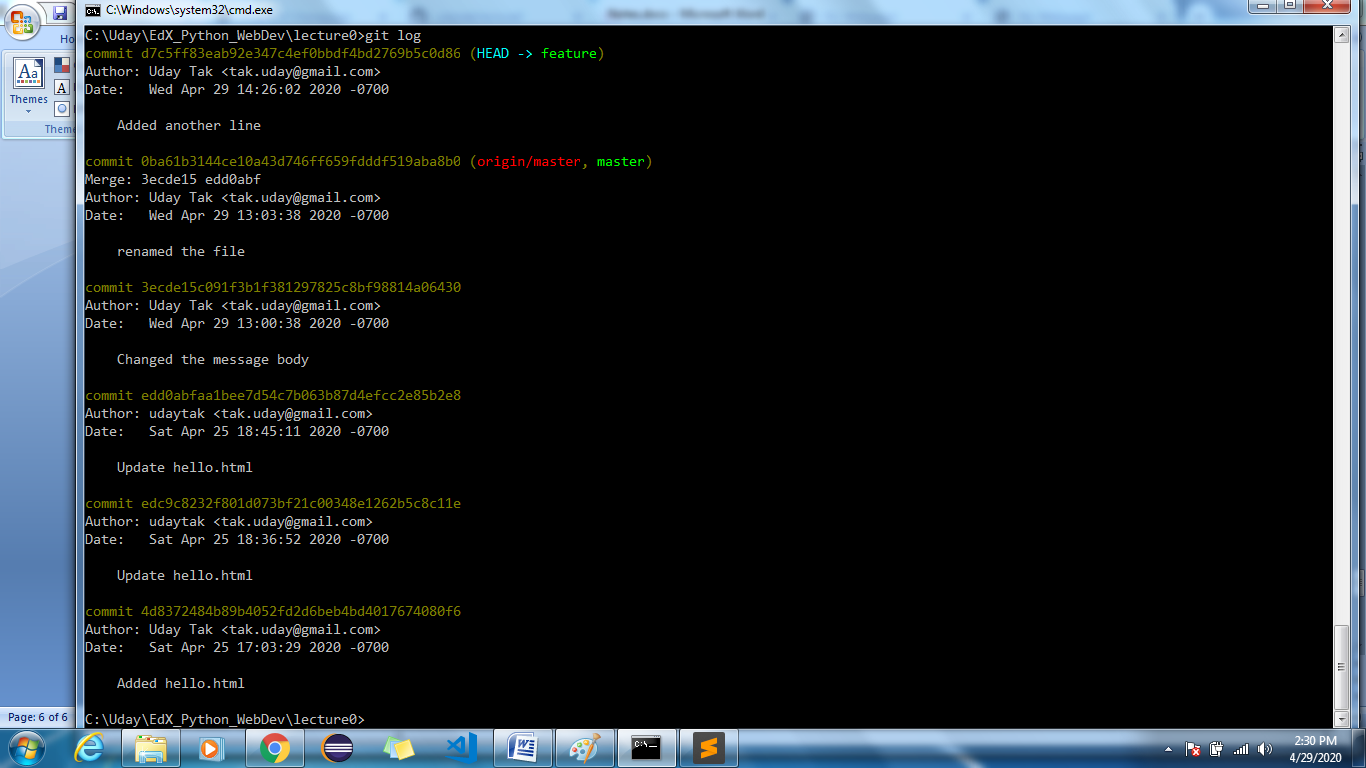 C:\Windows\system32\cmd.exe
Ho
Themes
Theme
C:\Uday\EdX_Python_WebDev\lecture0>git log
commit d7c5ff83eab92e347c4ef0bbdf4bd2769b5c0d86 (HEAD -> feature)
Author: Uday Tak <tak.uday@gmail.com>
Date:   Wed Apr 29 14:26:02 2020 -0700
Added another line
commit 0ba61b3144ce10a43d746ff659fdddf519aba8b0 (origin/master, master)
Merge: 3ecde15 edd0abf
Author: Uday Tak <tak.uday@gmail.com>
Date:   Wed Apr 29 13:03:38 2020 -0700
renamed the file
commit 3ecde15c091f3b1f381297825c8bf98814a06430
Author: Uday Tak <tak.uday@gmail.com>
Date:   Wed Apr 29 13:00:38 2020 -0700
Changed the message body
commit edd0abfaa1bee7d54c7b063b87d4efcc2e85b2e8
Author: udaytak <tak.uday@gmail.com>
Date:   Sat Apr 25 18:45:11 2020 -0700
Update hello.html
commit edc9c8232f801d073bf21c00348e1262b5c8c11e
Author: udaytak <tak.uday@gmail.com>
Date:   Sat Apr 25 18:36:52 2020 -0700
Update hello.html
commit 4d8372484b89b4052fd2d6beb4bd4017674080f6
Author: Uday Tak <tak.uday@gmail.com>
Date:   Sat Apr 25 17:03:29 2020 -0700
Added hello.html
C:\Uday\EdX_Python_WebDev\lecture0>
Page: 6 of 6
2:30 PM
4/29/2020